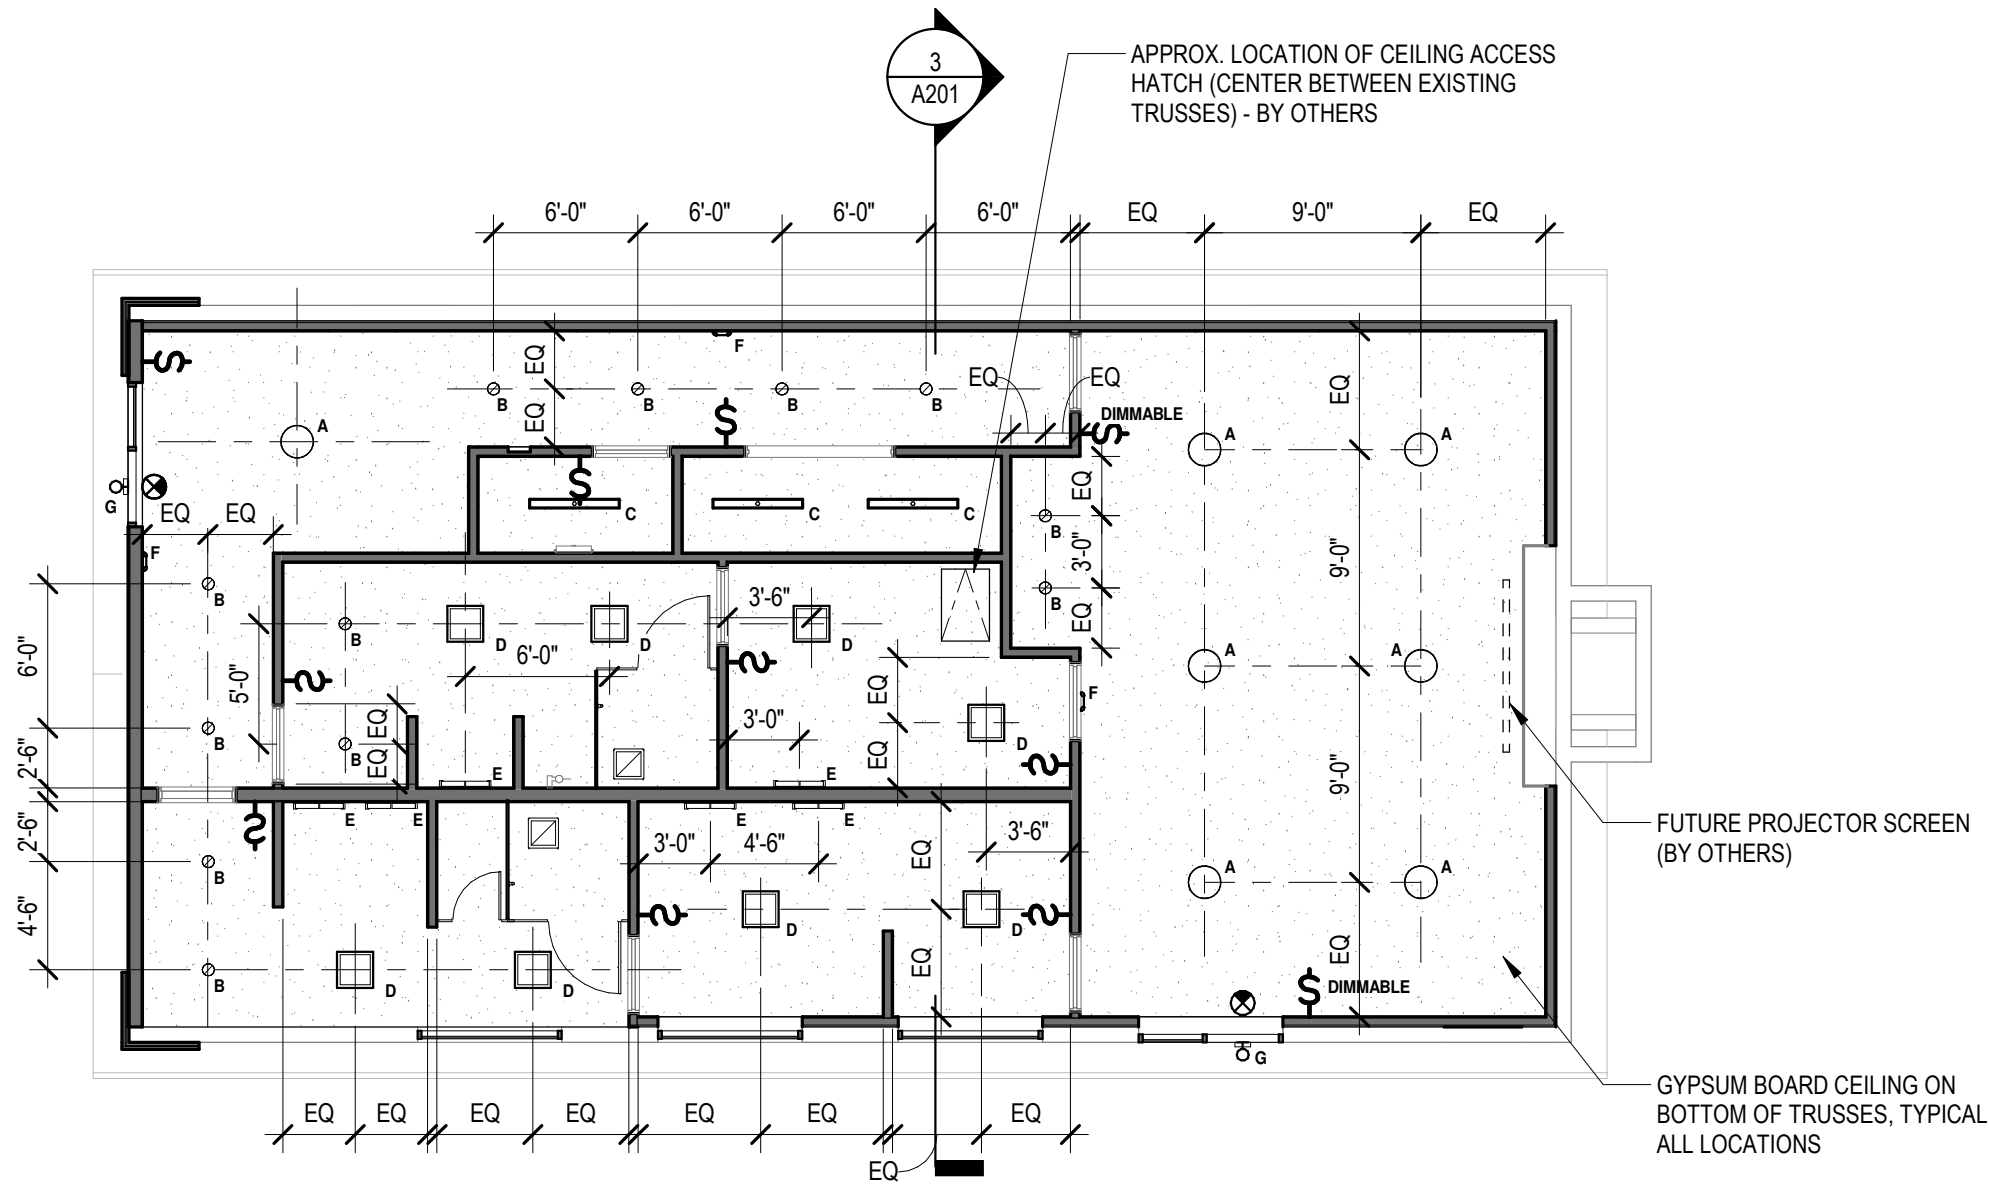 3
A201
APPROX. LOCATION OF CEILING ACCESS
HATCH (CENTER BETWEEN EXISTING
TRUSSES) - BY OTHERS
6'-0" 6'-0" 6'-0" 6'-0" EQ 9'-0" EQ
F
EQ EQ
B B B B
EQ EQ EQ
DIMMABLE
A A A
G
EQ EQ
C C C
EQ
B
3'-0"
9'-0"
F
B
B
EQ
6'-0"
5'-0"
B
D D
3'-6"
D
6'-0"
A A
EQ
EQ
3'-0"
F
B
B
EQ
EQ
D
E E
9'-0"
2'-6"
2'-6"
4'-6"
E E E E
3'-0" 4'-6" EQ 3'-6"
FUTURE PROJECTOR SCREEN
(BY OTHERS)
B
A A
D D
B
D D
EQ
EQ
DIMMABLE
G
GYPSUM BOARD CEILING ON
BOTTOM OF TRUSSES, TYPICAL
ALL LOCATIONS
EQ EQ EQ EQ EQ EQ EQ
EQ